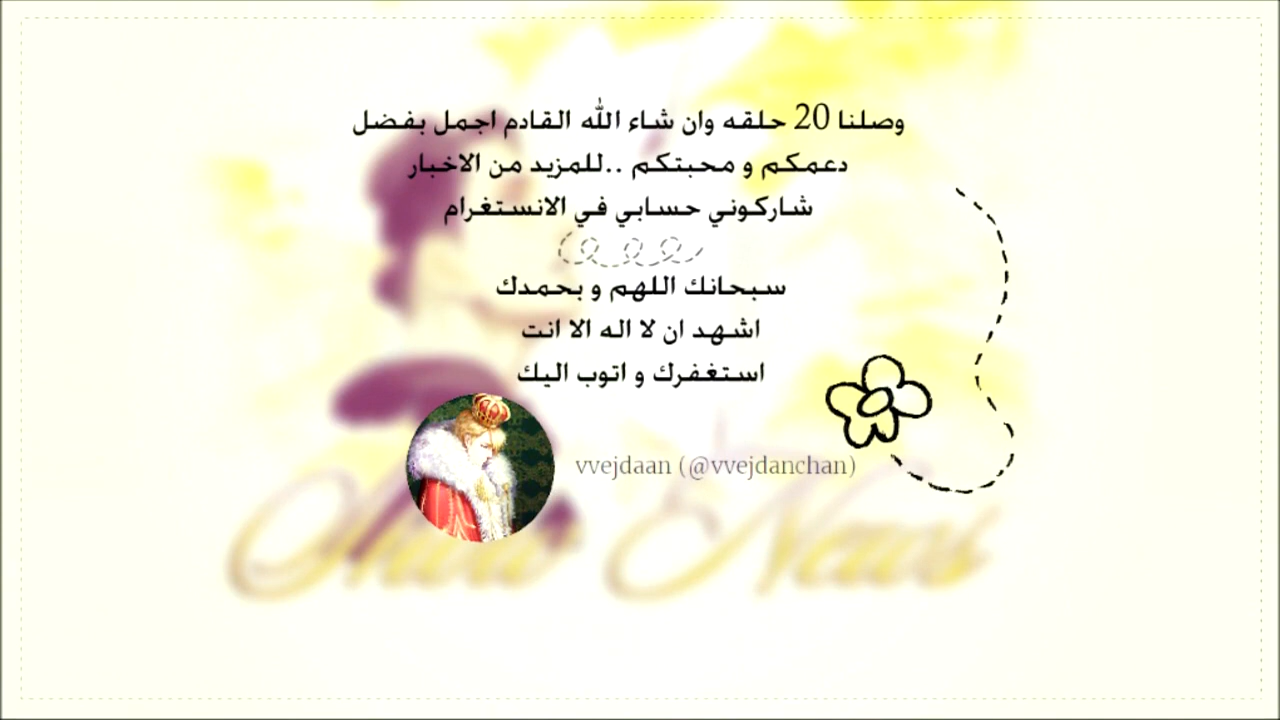 وصلنا 20 حلقه وان شاء الله القادم اجمل بفضل
دعمكم و محبتكم ..للمزيد من الاخبار
شاركوني حسابي في الانستغرام
سبحانك اللهم و بحمدك
اشهد ان لا اله الا انت
استغفرك و اتوب اليك
vvejdaan (@vvejdanchan)
News